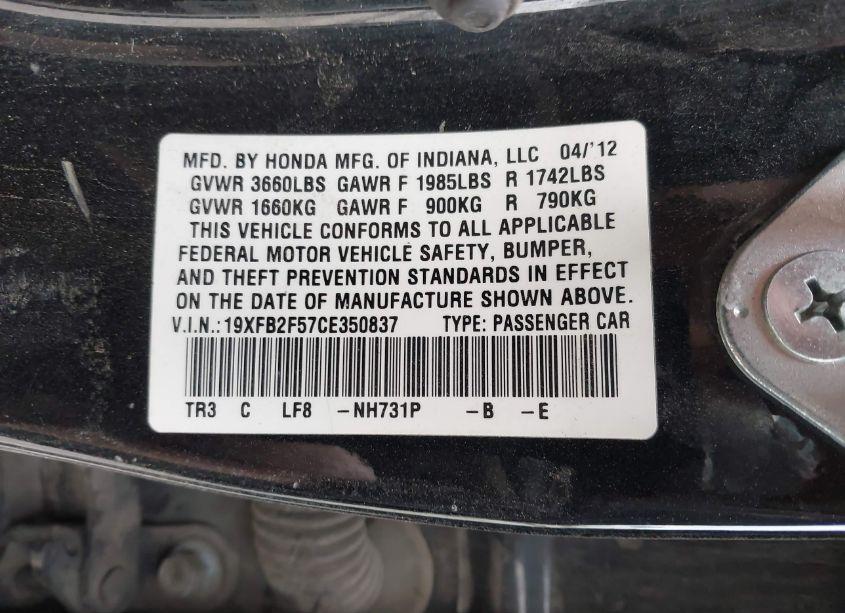 MFD. BY HONDA MFG. OF INDIANA, LLC 04/'12
GVWR 3660LBS GAWR F 1985LBS R 1742LBS
GVWR 1660KG GAWR F 900KG R 790KG
THIS VEHICLE CONFORMS TO ALL APPLICABLE
FEDERAL MOTOR VEHICLE SAFETY, BUMPER,
AND THEFT PREVENTION STANDARDS IN EFFECT
ON THE DATE OF MANUFACTURE SHOWN ABOVE.
V.I.N.:19XFB2F57CE350837 TYPE: PASSENGER CAR
TR3 C LF8 -NH731P -B -E